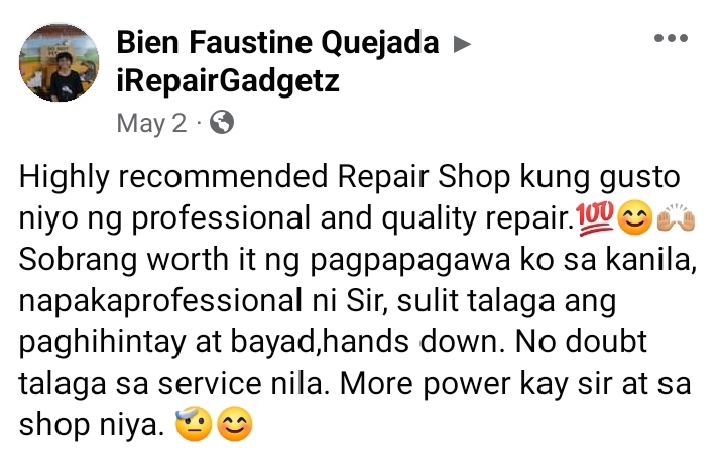 Bien Faustine Quejada ▶
iRepairGadgetz
May 2 ·
Highly recommended Repair Shop kung gusto
niyo ng professional and quality repair.💯😊🙌🏼
Sobrang worth it ng pagpapagawa ko sa kanila,
napakaprofessional ni Sir, sulit talaga ang
paghihintay at bayad,hands down. No doubt
talaga sa service nila. More power kay sir at sa
shop niya. 🤕😊